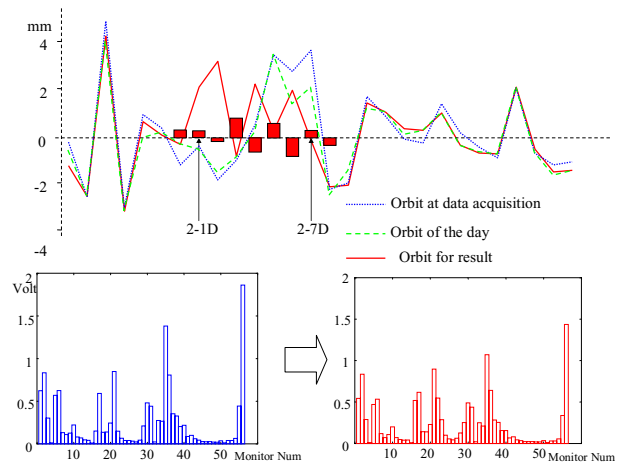 mm
4
2
0
-2
-4
2-1D
2-7D
Orbit at data acquisition
Orbit of the day
Orbit for result
2
Volt
1.5
1
0.5
0
10 20 30 40 50 Monitor Num
2
1.5
1
0.5
0
10 20 30 40 50 Monitor Num